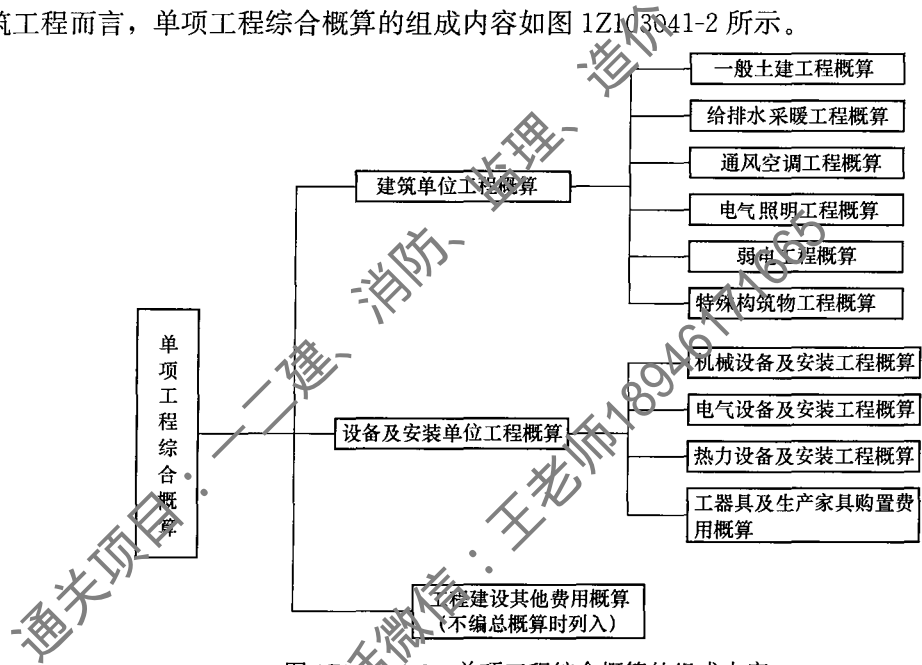 筑工程而言，单项工程综合概算的组成内容如图 1Z103041-2 所示。
一般土建工程概算
给排水采暖工程概算
通风空调工程概算
建筑单位工程概算
电气照明工程概算
弱电工程概算
特殊构筑物工程概算
单项工程综合概算
机械设备及安装工程概算
电气设备及安装工程概算
设备及安装单位工程概算
热力设备及安装工程概算
工器具及生产家具购置费
用概算
工程建设其他费用概算
(不编总概算时列入)
单项工程综合概算的组成内容
通关项目：一二建、消防、监理、造价
微信：王老师18946171665